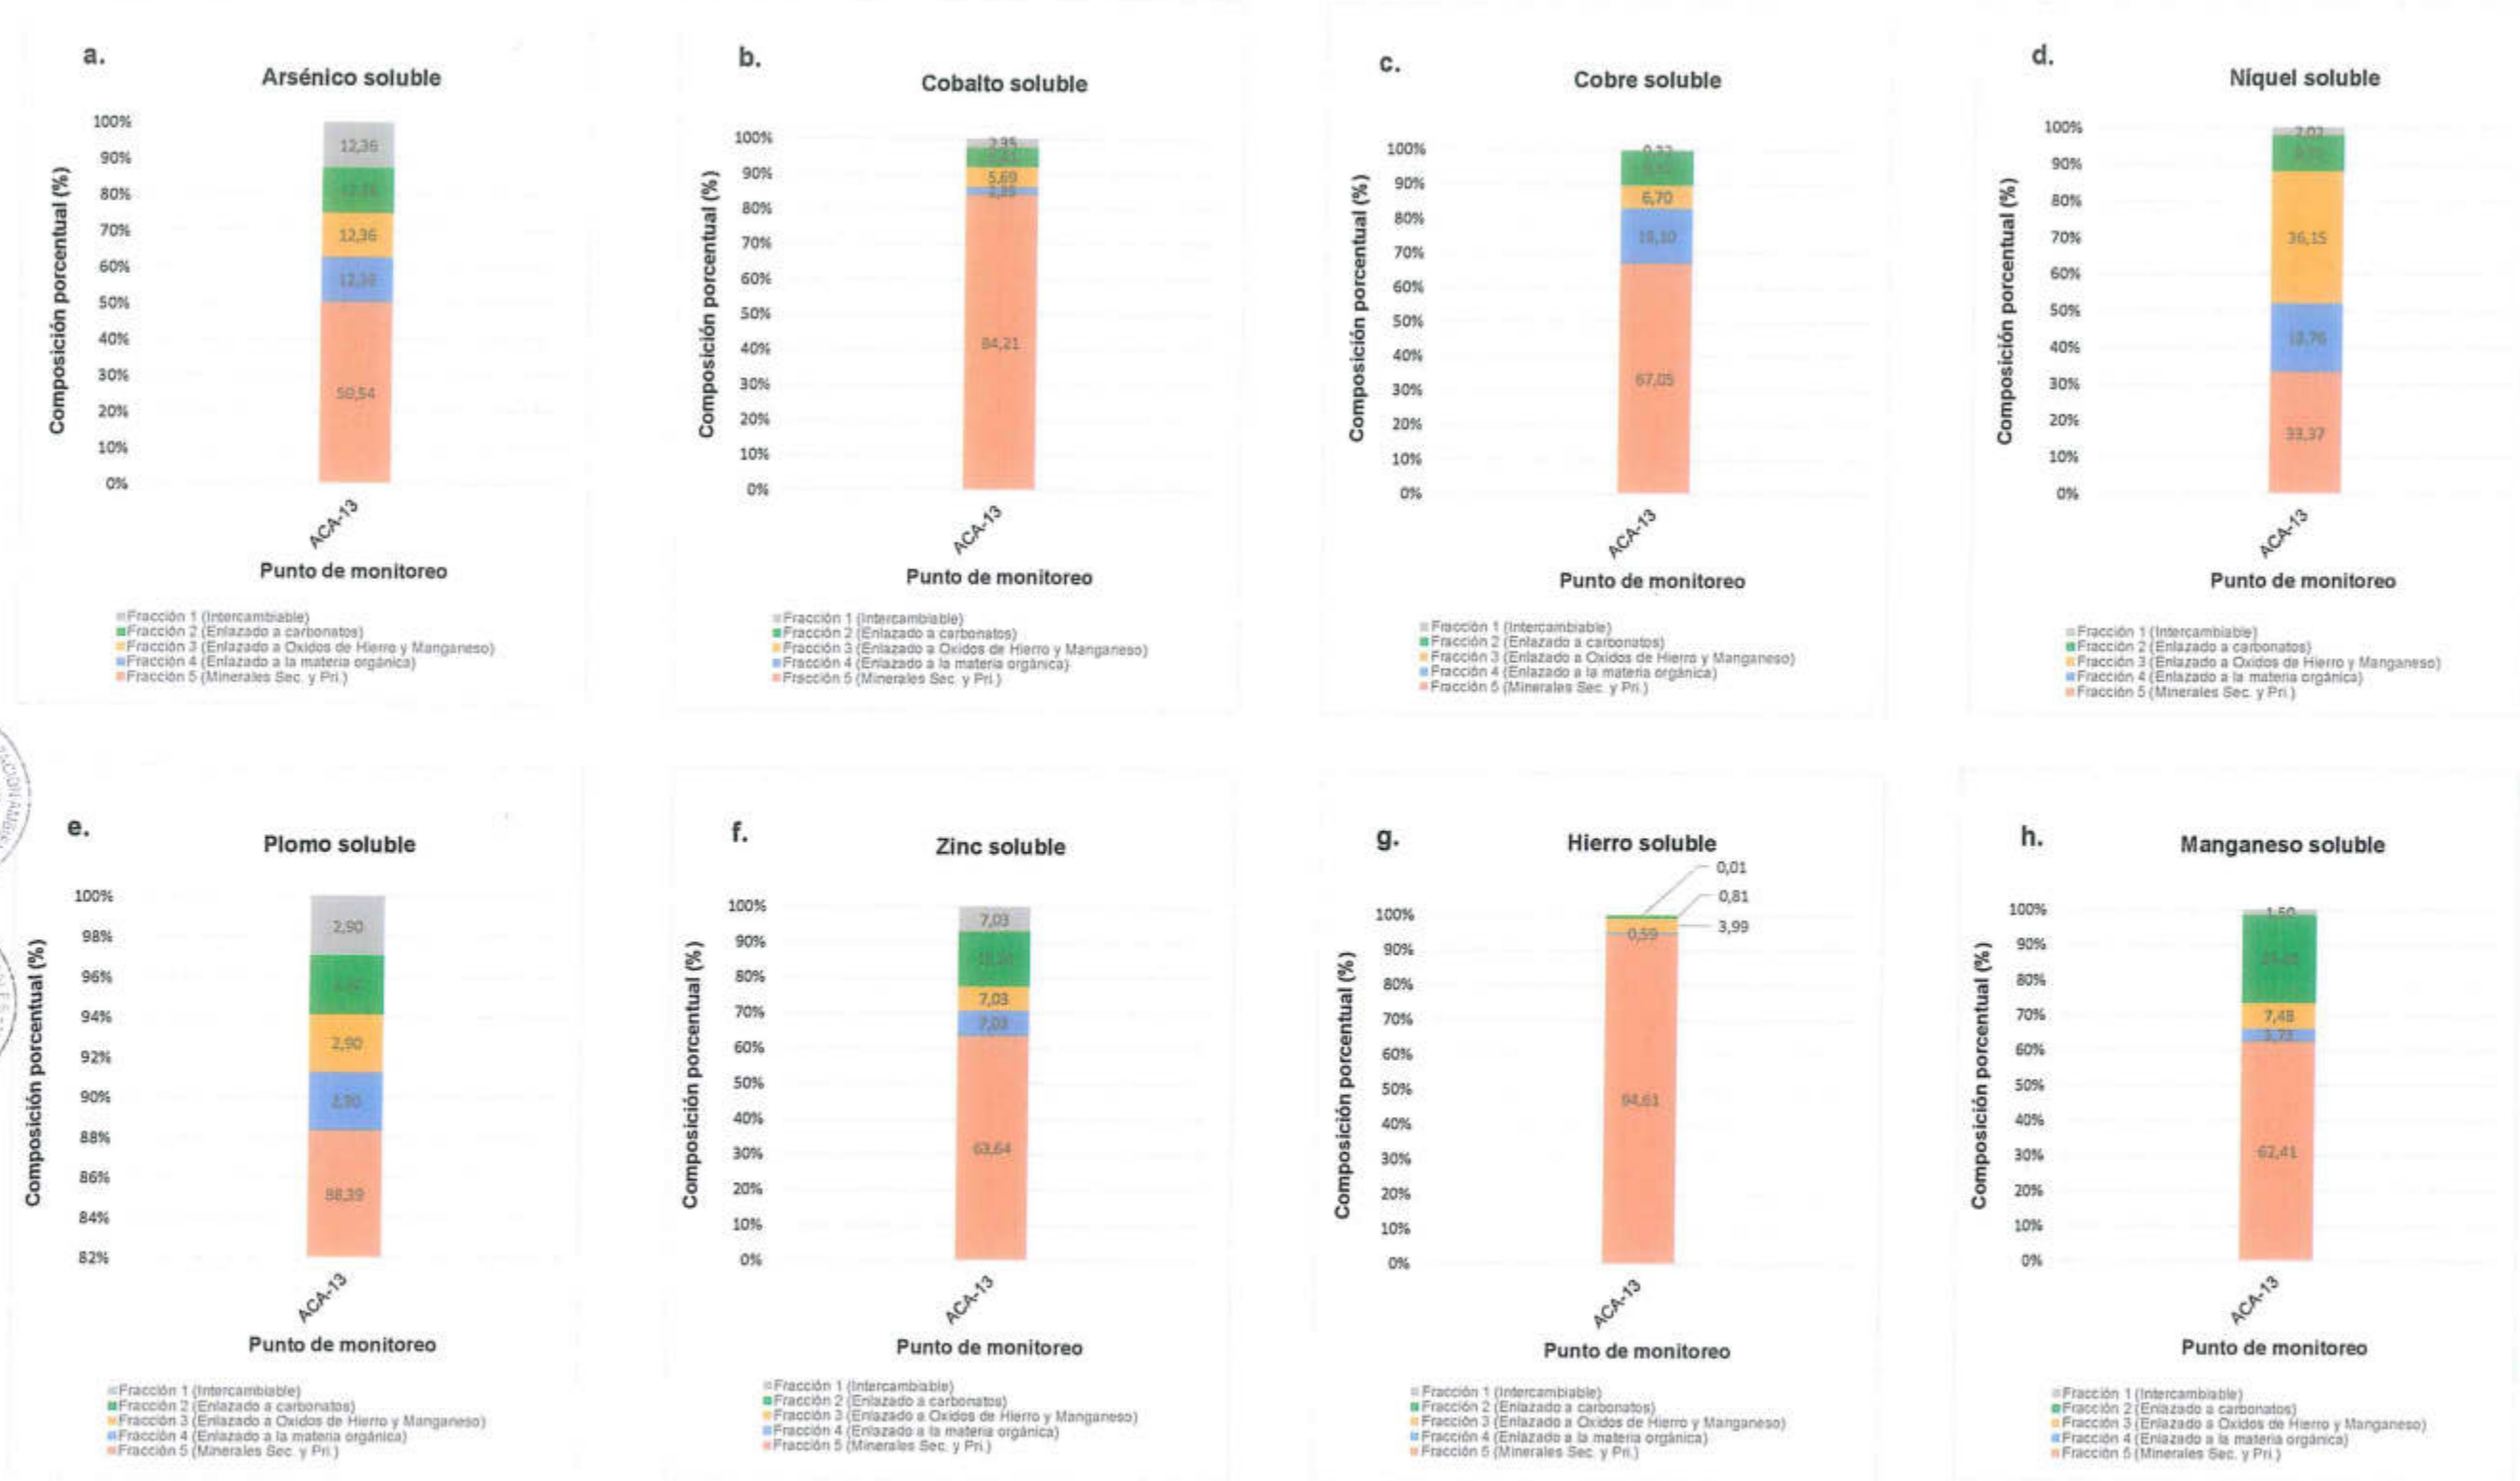 a.
Arsénico soluble
Composición porcentual (%)
100%
90%
80%
70%
60%
50%
40%
30%
20%
10%
0%
12,36
12,36
12,36
50,54
ACA-13
Punto de monitoreo
Fracción 1 (Intercambiable)
Fracción 2 (Enlazado a carbonatos)
Fracción 3 (Enlazado a Oxidos de Hierro y Manganeso)
Fracción 4 (Enlazado a la materia orgánica)
Fracción 5 (Minerales Sec. y Pri.)
b.
Cobalto soluble
Composición porcentual (%)
100%
90%
80%
70%
60%
50%
40%
30%
20%
10%
0%
2,35
5,69
84,21
ACA-13
Punto de monitoreo
Fracción 1 (Intercambiable)
Fracción 2 (Enlazado a carbonatos)
Fracción 3 (Enlazado a Oxidos de Hierro y Manganeso)
Fracción 4 (Enlazado a la materia orgánica)
Fracción 5 (Minerales Sec. y Pri.)
c.
Cobre soluble
Composición porcentual (%)
100%
90%
80%
70%
60%
50%
40%
30%
20%
10%
0%
6,70
67,05
ACA-13
Punto de monitoreo
Fracción 1 (Intercambiable)
Fracción 2 (Enlazado a carbonatos)
Fracción 3 (Enlazado a Oxidos de Hierro y Manganeso)
Fracción 4 (Enlazado a la materia orgánica)
Fracción 5 (Minerales Sec. y Pri.)
d.
Níquel soluble
Composición porcentual (%)
100%
90%
80%
70%
60%
50%
40%
30%
20%
10%
0%
2,02
36,15
33,37
ACA-13
Punto de monitoreo
Fracción 1 (Intercambiable)
Fracción 2 (Enlazado a carbonatos)
Fracción 3 (Enlazado a Oxidos de Hierro y Manganeso)
Fracción 4 (Enlazado a la materia orgánica)
Fracción 5 (Minerales Sec. y Pri.)
e.
Plomo soluble
Composición porcentual (%)
100%
98%
96%
94%
92%
90%
88%
86%
84%
82%
2,90
2,90
2,90
88,39
ACA-13
Punto de monitoreo
Fracción 1 (Intercambiable)
Fracción 2 (Enlazado a carbonatos)
Fracción 3 (Enlazado a Oxidos de Hierro y Manganeso)
Fracción 4 (Enlazado a la materia orgánica)
Fracción 5 (Minerales Sec. y Pri.)
f.
Zinc soluble
Composición porcentual (%)
100%
90%
80%
70%
60%
50%
40%
30%
20%
10%
0%
7,03
7,03
7,03
63,64
ACA-13
Punto de monitoreo
Fracción 1 (Intercambiable)
Fracción 2 (Enlazado a carbonatos)
Fracción 3 (Enlazado a Oxidos de Hierro y Manganeso)
Fracción 4 (Enlazado a la materia orgánica)
Fracción 5 (Minerales Sec. y Pri.)
g.
Hierro soluble
Composición porcentual (%)
100%
90%
80%
70%
60%
50%
40%
30%
20%
10%
0%
0,01
0,81
3,99
0,59
94,61
ACA-13
Punto de monitoreo
Fracción 1 (Intercambiable)
Fracción 2 (Enlazado a carbonatos)
Fracción 3 (Enlazado a Oxidos de Hierro y Manganeso)
Fracción 4 (Enlazado a la materia orgánica)
Fracción 5 (Minerales Sec. y Pri.)
h.
Manganeso soluble
Composición porcentual (%)
100%
90%
80%
70%
60%
50%
40%
30%
20%
10%
0%
1,50
7,48
3,73
62,41
ACA-13
Punto de monitoreo
Fracción 1 (Intercambiable)
Fracción 2 (Enlazado a carbonatos)
Fracción 3 (Enlazado a Oxidos de Hierro y Manganeso)
Fracción 4 (Enlazado a la materia orgánica)
Fracción 5 (Minerales Sec. y Pri.)